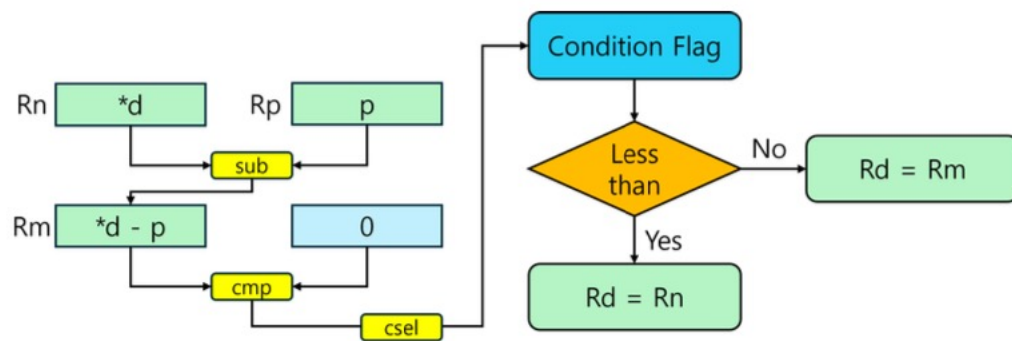 Condition Flag
Rn
*d
Rp
p
sub
Less
than
No
Rd = Rm
Rm
*d - p
0
Yes
cmp
Rd = Rn
csel